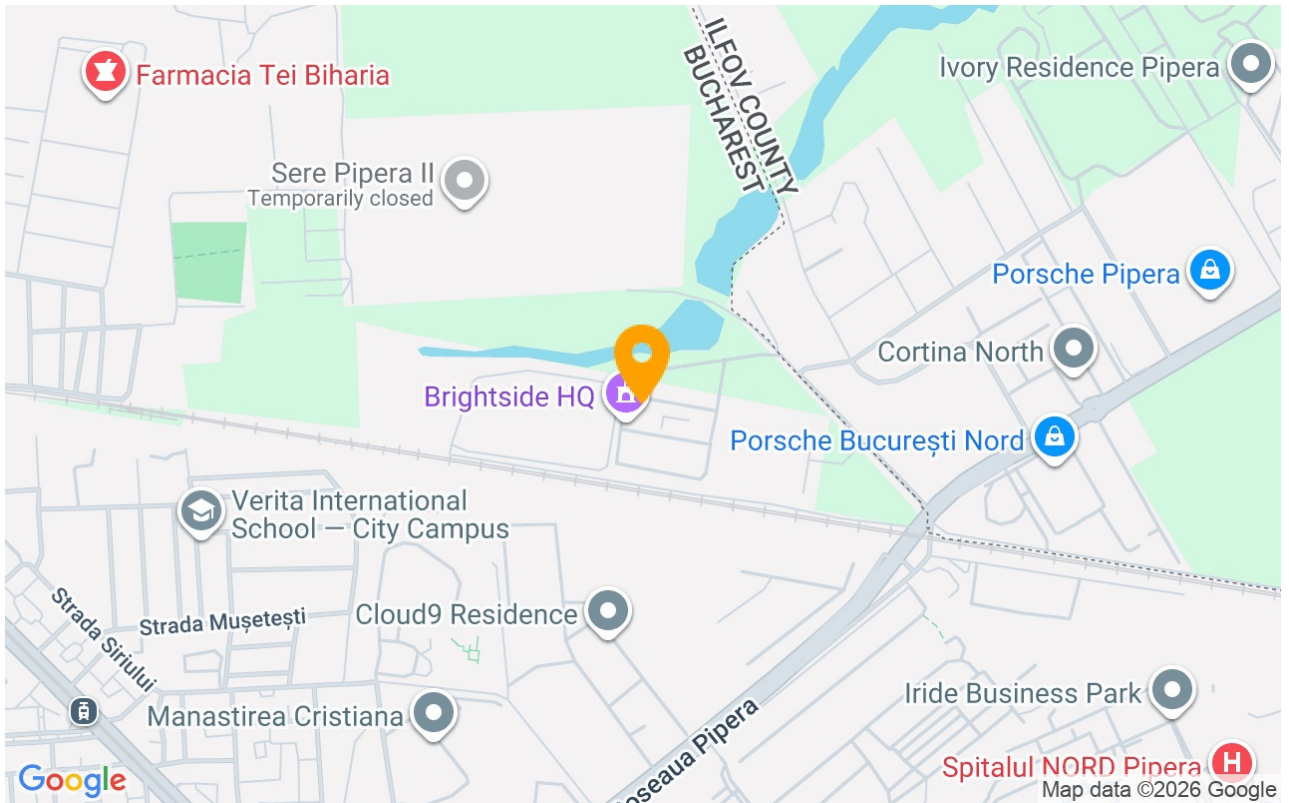 ILFOV COUNTY
BUCHAREST
Ivory Residence Pipera
Farmacia Tei Biharia
Sere Pipera II
Temporarily closed
Porsche Pipera
Cortina North
Brightside HQ
Porsche București Nord
Verita International
School — City Campus
Strada Siriului
Strada Mușetești
Cloud9 Residence
Manastirea Cristiana
Șoseaua Pipera
Iride Business Park
Spitalul NORD Pipera
H
Google
Map data ©2026 Google